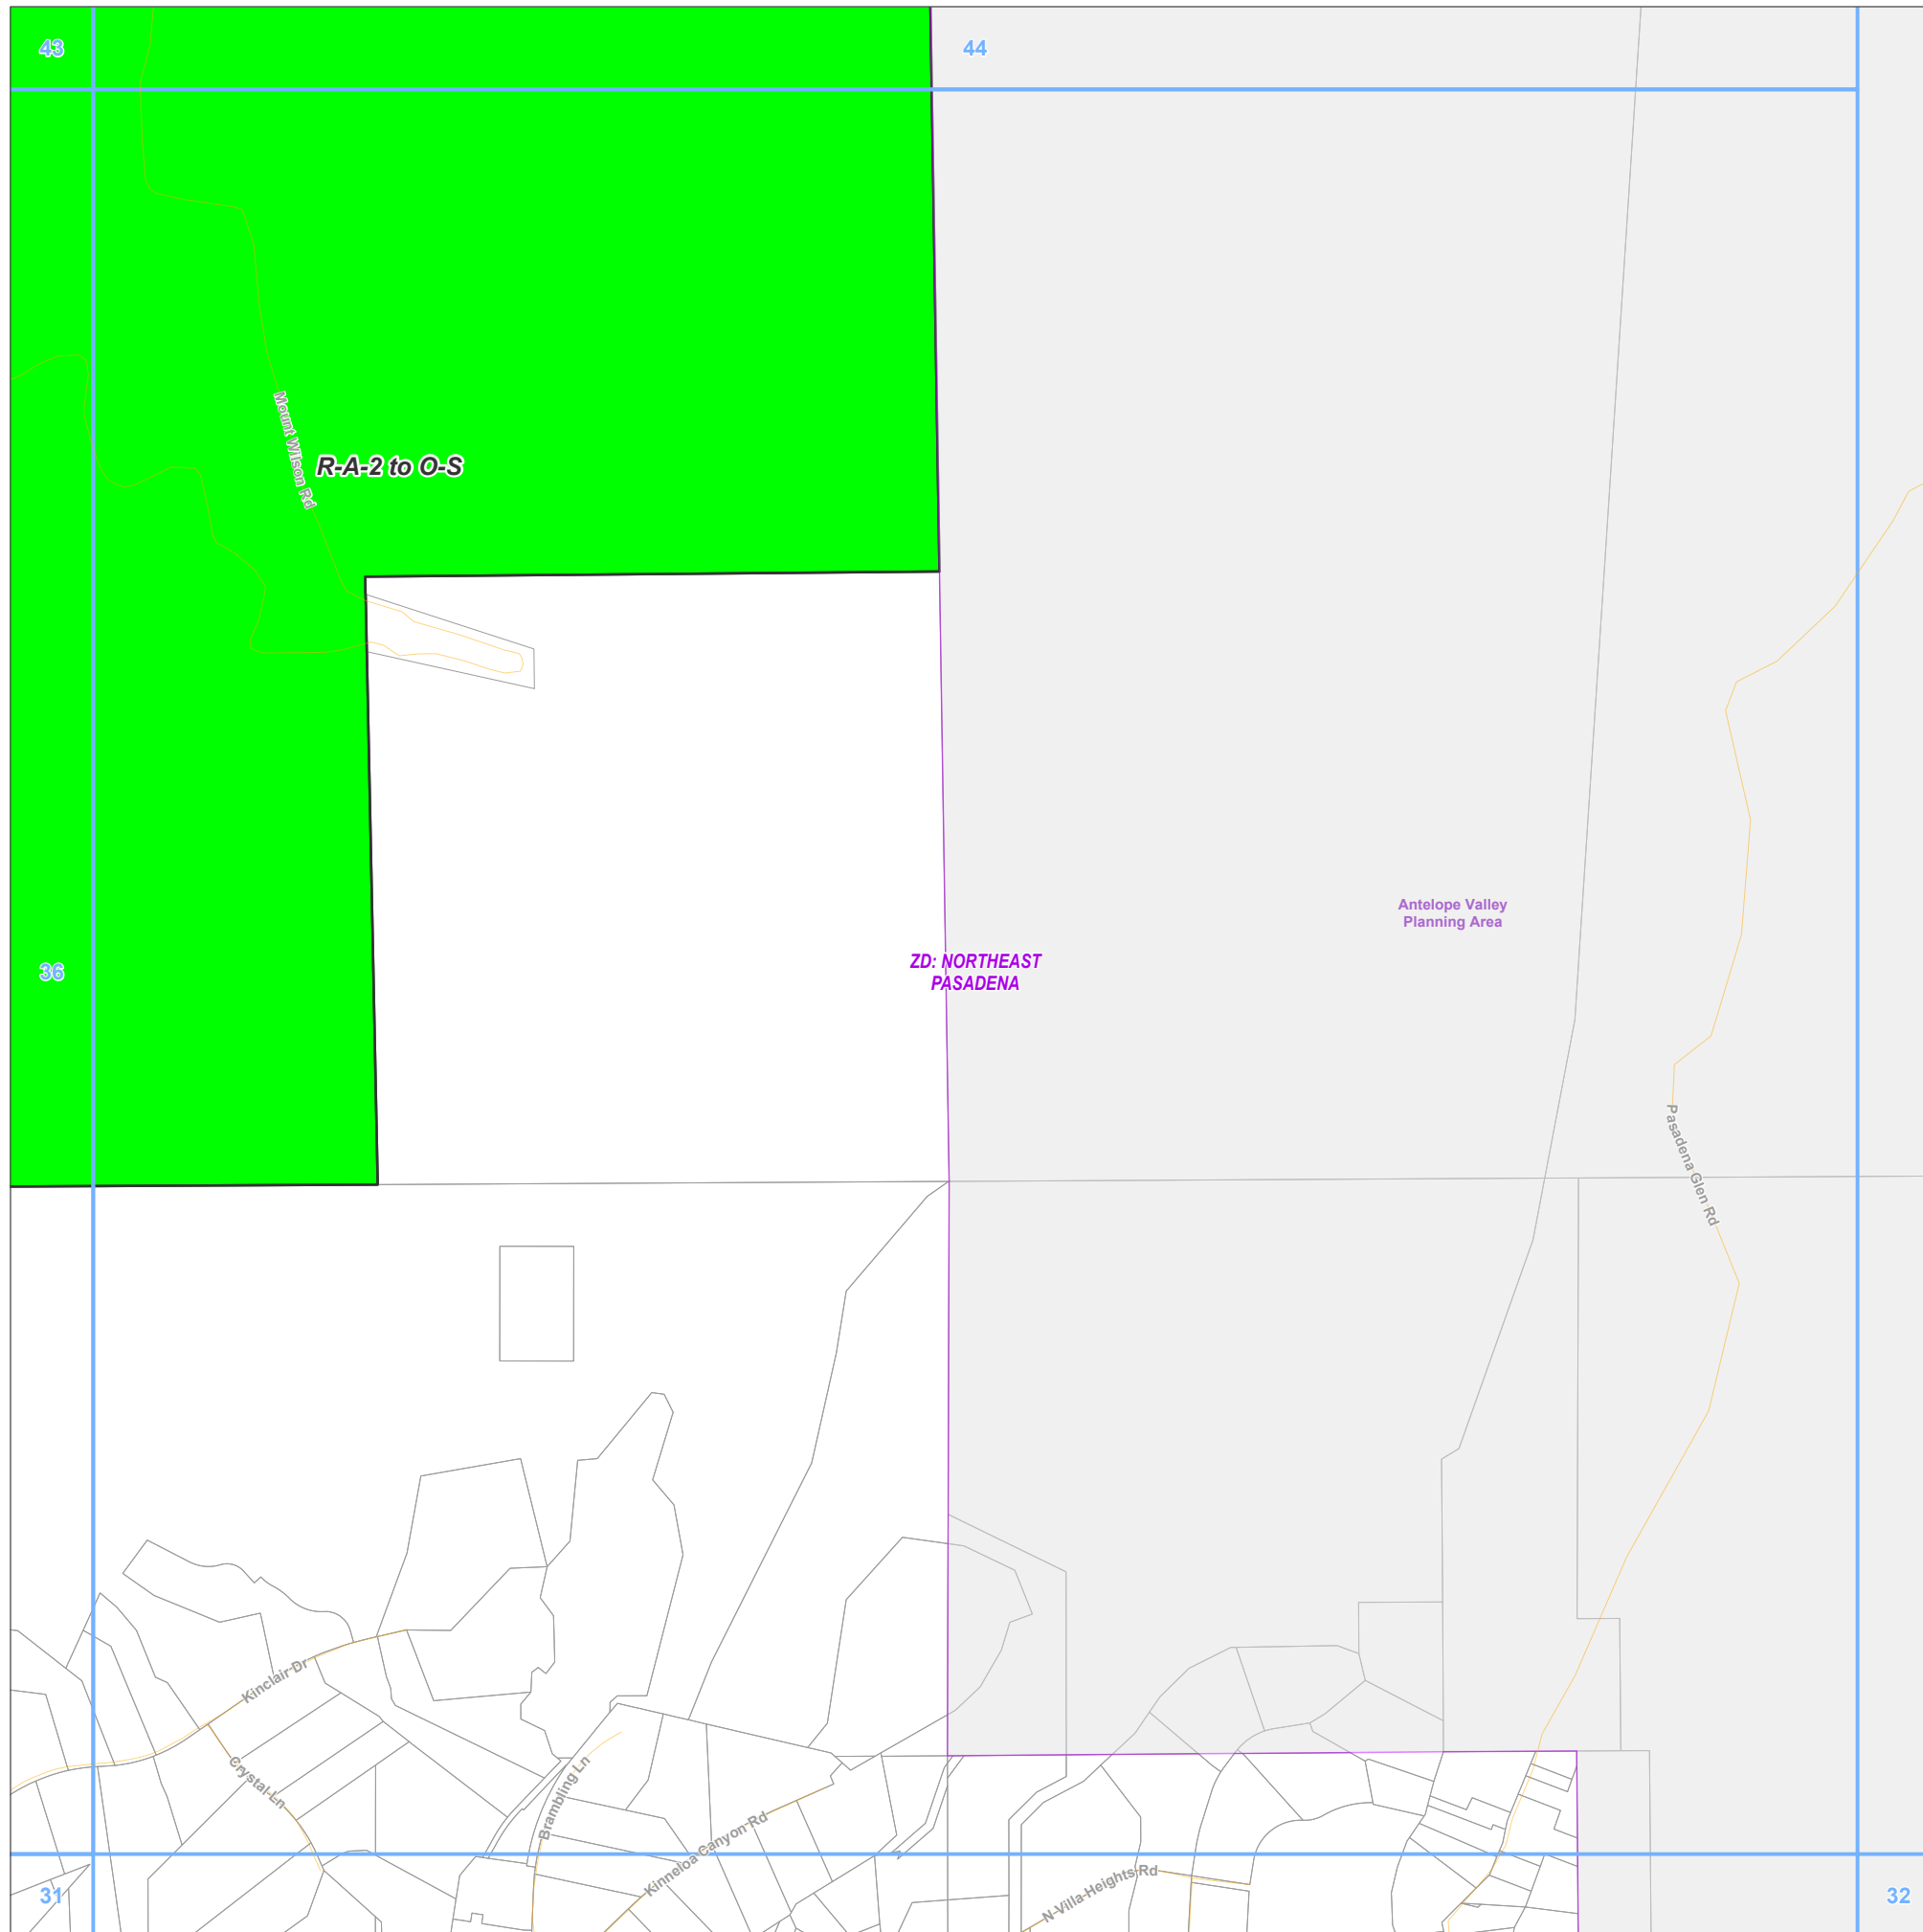 43
44
Mount Wilson Rd
R-A-2 to O-S
Antelope Valley
Planning Area
ZD: NORTHEAST
PASADENA
36
Pasadena Glen Rd
Kinclair Dr
Crystal Ln
Brambling Ln
Kinneloa Canyon Rd
N Villa Heights Rd
31
32